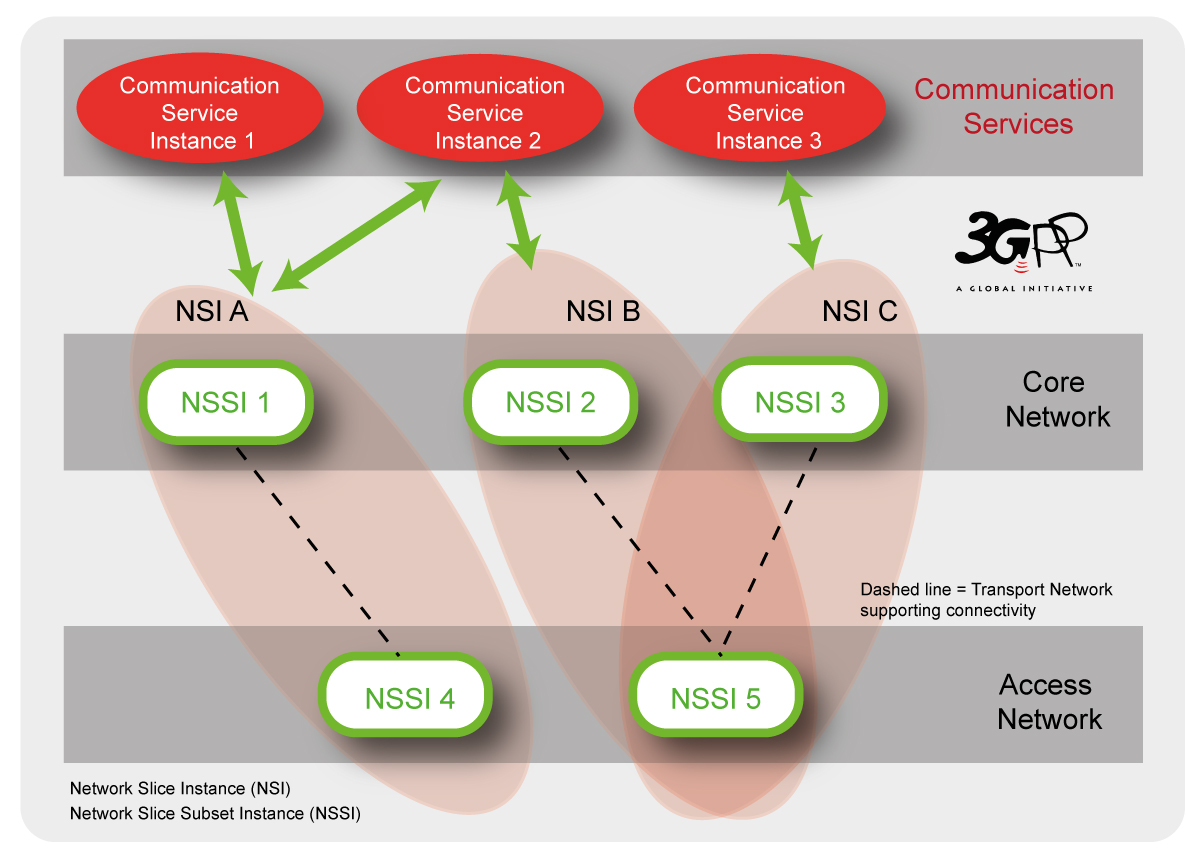 Communication
Service
Instance 1
Communication
Service
Instance 2
Communication
Service
Instance 3
Communication
Services
3GPP
TM
A GLOBAL INITIATIVE
NSI A
NSI B
NSI C
NSSI 1
NSSI 2
NSSI 3
Core
Network
Dashed line = Transport Network
supporting connectivity
NSSI 4
NSSI 5
Access
Network
Network Slice Instance (NSI)
Network Slice Subset Instance (NSSI)